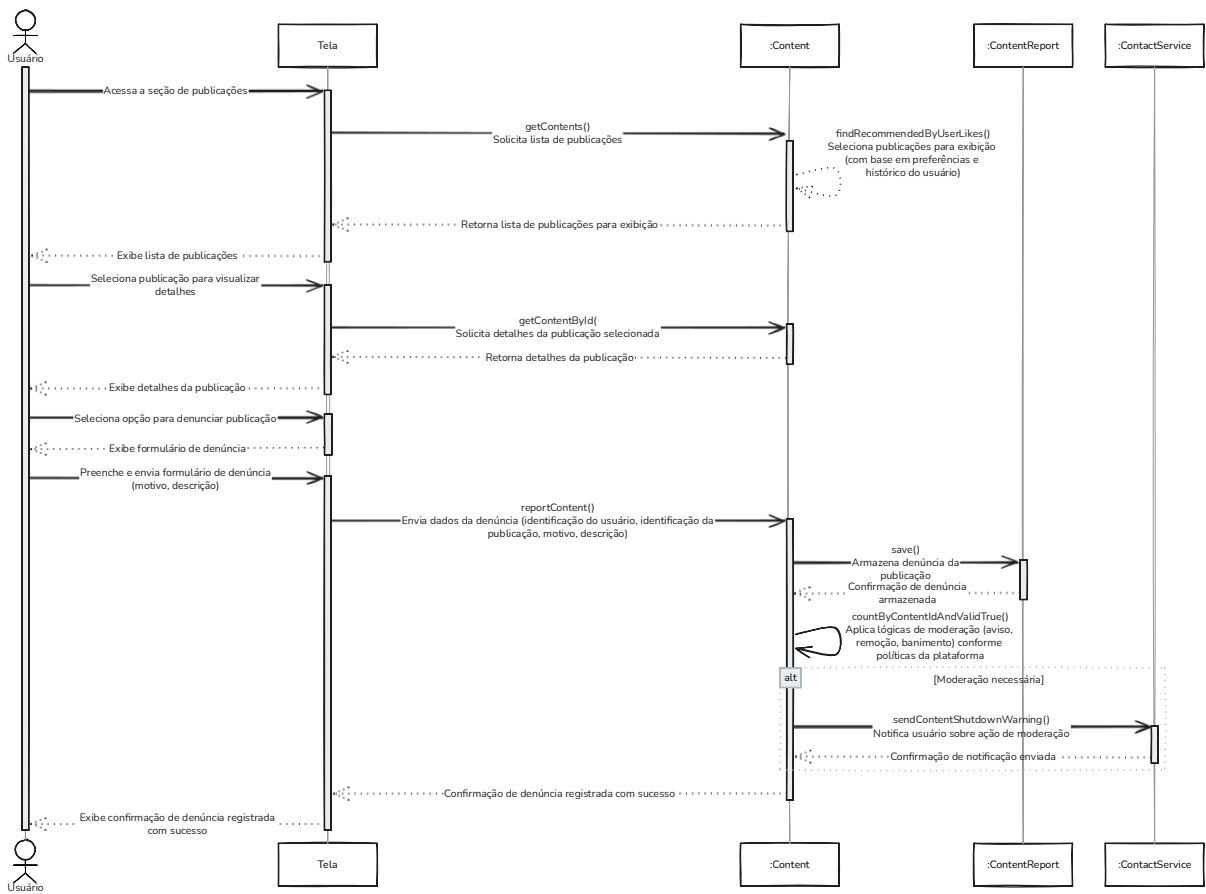 Usuário
Tela
:Content
:ContentReport
:ContactService
Acessa a seção de publicações
getContents()
Solicita lista de publicações
findRecommendedByUserLikes()
Seleciona publicações para exibição
(com base em preferências e
histórico do usuário)
Retorna lista de publicações para exibição
Exibe lista de publicações
Seleciona publicação para visualizar
detalhes
getContentById(
Solicita detalhes da publicação selecionada
Retorna detalhes da publicação
Exibe detalhes da publicação
Seleciona opção para denunciar publicação
Exibe formulário de denúncia
Preenche e envia formulário de denúncia
(motivo, descrição)
reportContent()
Envia dados da denúncia (identificação do usuário, identificação da
publicação, motivo, descrição)
save()
Armazena denúncia da
publicação
Confirmação de denúncia
armazenada
countByContentIdAndValidTrue()
Aplica lógicas de moderação (aviso,
remoção, banimento) conforme
políticas da plataforma
alt
[Moderação necessária]
sendContentShutdownWarning()
Notifica usuário sobre ação de moderação
Confirmação de notificação enviada
Confirmação de denúncia registrada com sucesso
Exibe confirmação de denúncia registrada
com sucesso
Usuário
Tela
:Content
:ContentReport
:ContactService